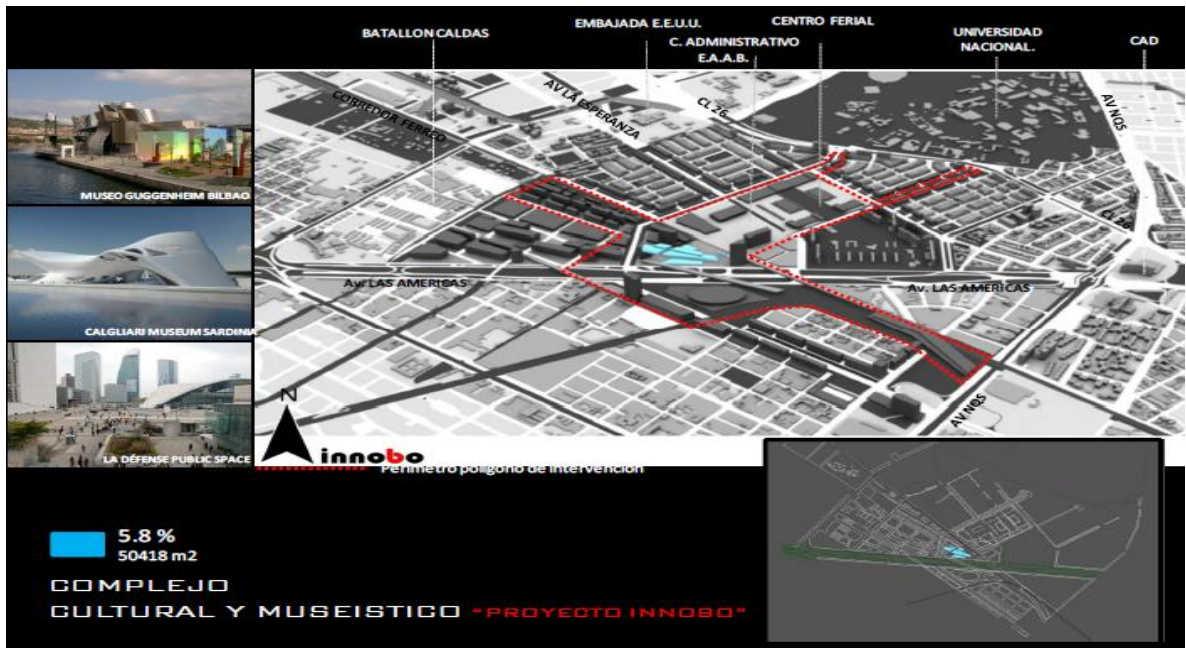 BATALLON CALDAS
EMBAJADA E.E.U.U.
C. ADMINISTRATIVO
E.A.A.B.
CENTRO FERIAL
UNIVERSIDAD
NACIONAL.
CAD
CORREDOR FERREO
AV LA ESPERANZA
CL 26
AV NQS
CL 26
MUSEO GUGGENHEIM BILBAO
CALGLIARI MUSEUM SARDINIA
LA DÉFENSE PUBLIC SPACE
Av. LAS AMERICAS
Av. LAS AMERICAS
AV NQS
N
innobo
Perimetro poligono de intervencion
5.8 %
50418 m2
COMPLEJO
CULTURAL Y MUSEISTICO "PROYECTO INNOBO"